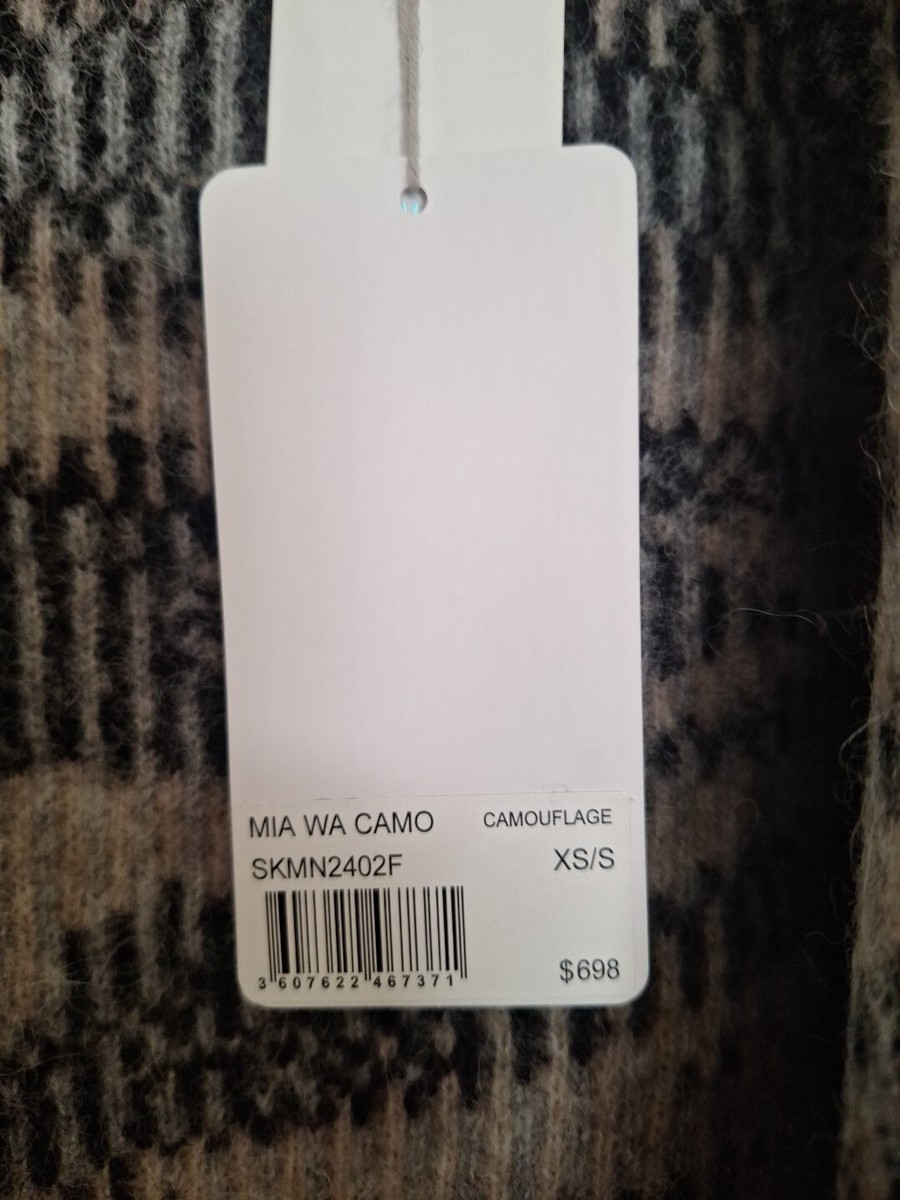 MIA WA CAMO CAMOUFLAGE
SKMN2402F XS/S
$698
3 607622 467371